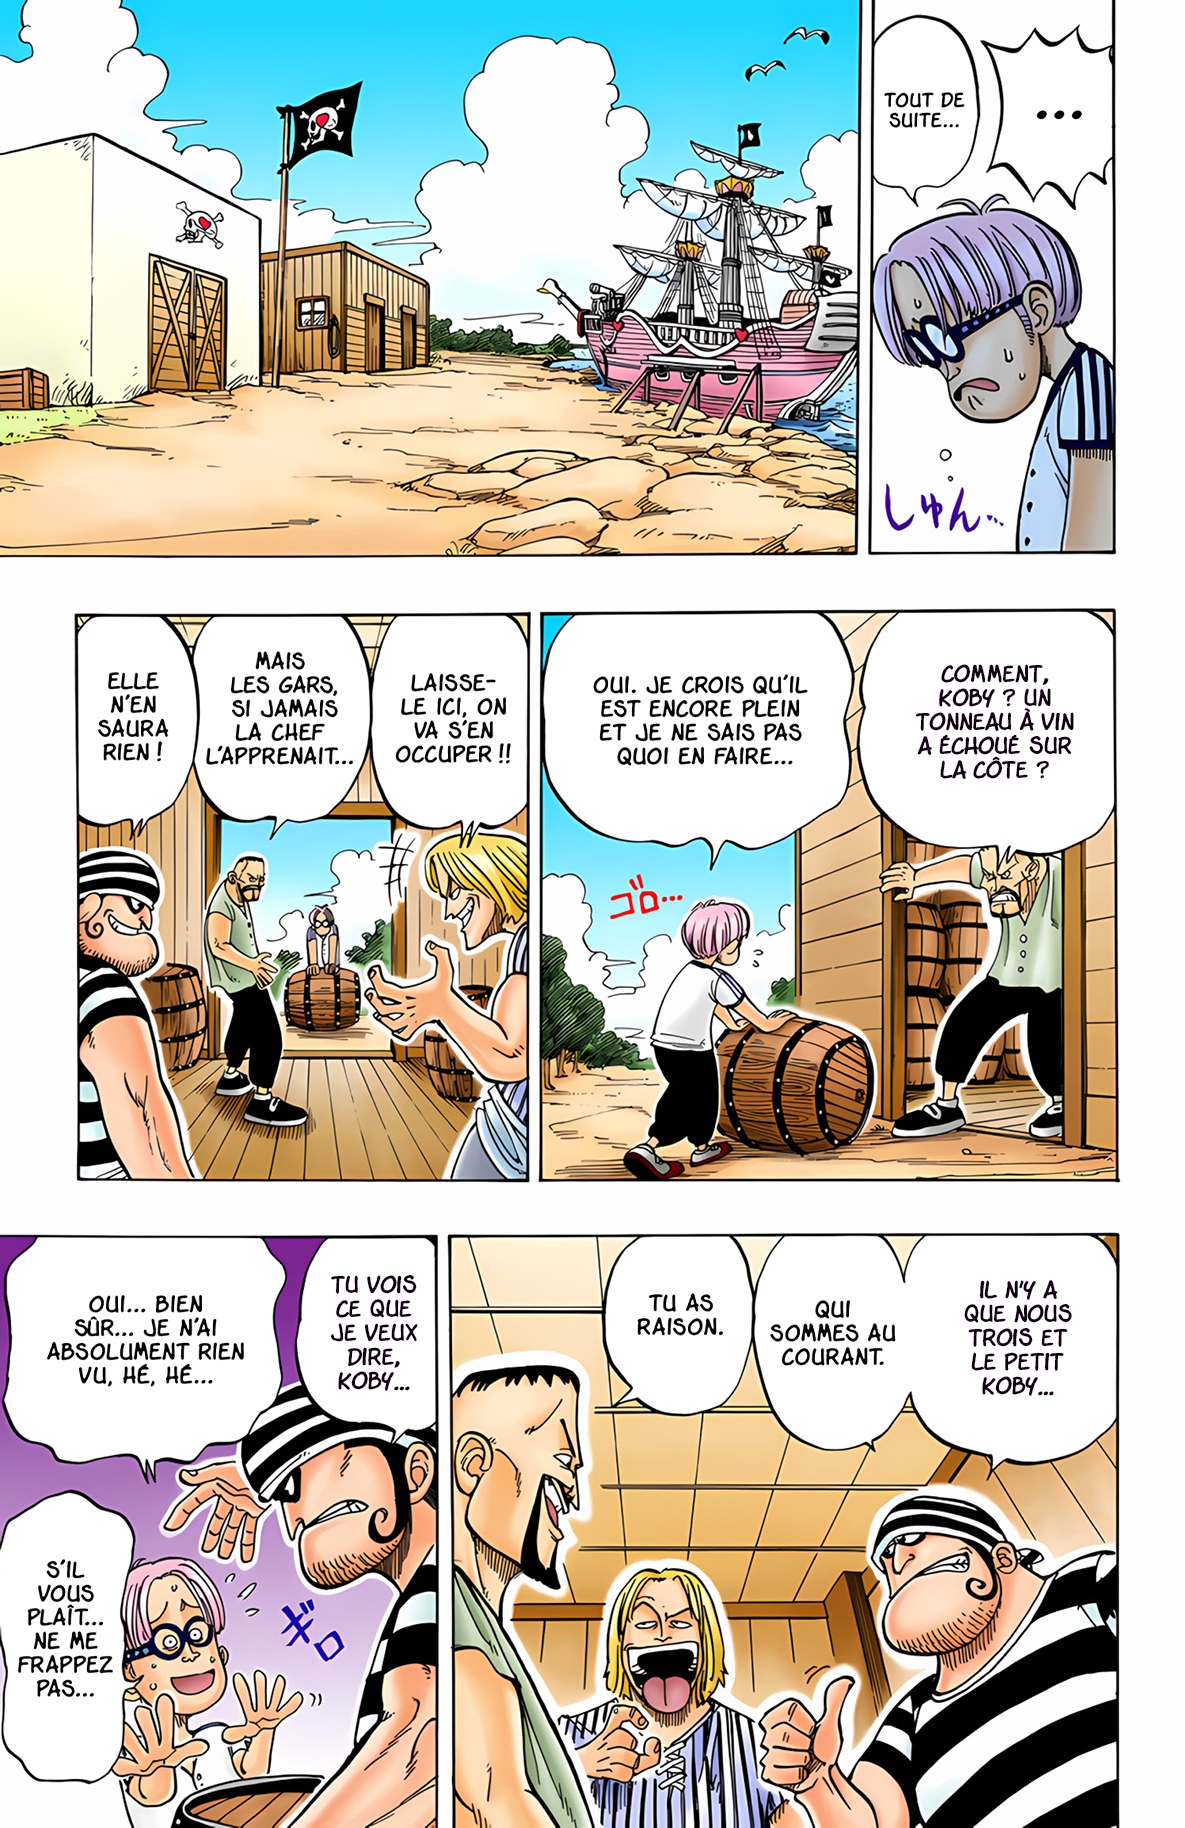 ...
TOUT DE
SUITE...
しゅん...
COMMENT,
KOBY ? UN
TONNEAU À VIN
A ÉCHOUÉ SUR
LA CÔTE ?
OUI. JE CROIS QU'IL
EST ENCORE PLEIN
ET JE NE SAIS PAS
QUOI EN FAIRE...
ゴロ...
LAISSE-
LE ICI, ON
VA S'EN
OCCUPER !!
MAIS
LES GARS,
SI JAMAIS
LA CHEF
L'APPRENAIT...
ELLE
N'EN
SAURA
RIEN !
IL N'Y A
QUE NOUS
TROIS ET
LE PETIT
KOBY...
QUI
SOMMES AU
COURANT.
TU AS
RAISON.
TU VOIS
CE QUE
JE VEUX
DIRE,
KOBY...
OUI... BIEN
SÛR... JE N'AI
ABSOLUMENT RIEN
VU, HÉ, HÉ...
ギロ
S'IL
VOUS
PLAÎT...
NE ME
FRAPPEZ
PAS...